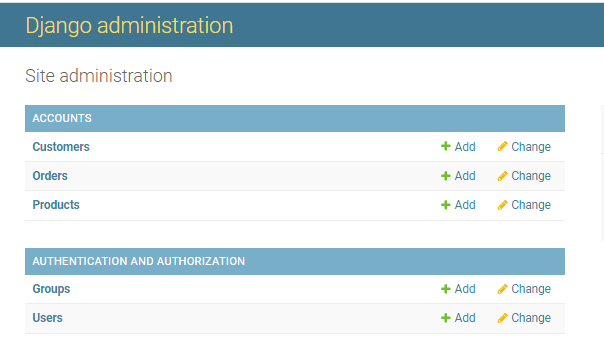 Django administration
Site administration
ACCOUNTS
Customers Add Change
Orders Add Change
Products Add Change
AUTHENTICATION AND AUTHORIZATION
Groups Add Change
Users Add Change